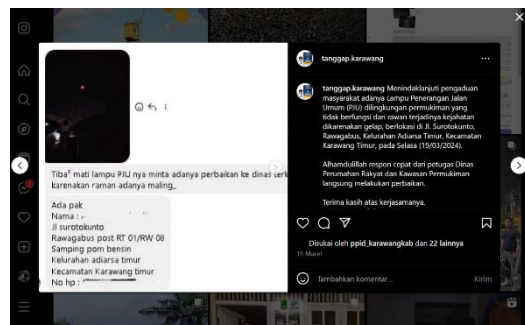 Tiba² mati lampu PJU nya minta adanya perbaikan ke dinas terk
karenakan raman adanya maling,,
Ada pak
Nama :
Jl surotokunto
Rawagabus post RT 01/RW 08
Samping pom bensin
Kelurahan adiarsa timur
Kecamatan Karawang timur
No hp :
tanggap.karawang
tanggap.karawang Menindaklanjuti pengaduan
masyarakat adanya Lampu Penerangan Jalan
Umum (PJU) dilingkungan permukiman yang
tidak berfungsi dan rawan terjadinya kejahatan
dikarenakan gelap, berlokasi di Jl. Surotokunto,
Rawagabus, Kelurahan Adiarsa Timur, Kecamatan
Karawang Timur, pada Selasa (19/03/2024).
Alhamdulillah respon cepat dari petugas Dinas
Perumahan Rakyat dan Kawasan Permukiman
langsung melakukan perbaikan.
Terima kasih atas kerjasamanya.
Disukai oleh ppid_karawangkab dan 22 lainnya
19 Maret
Tambahkan komentar...
Kirim